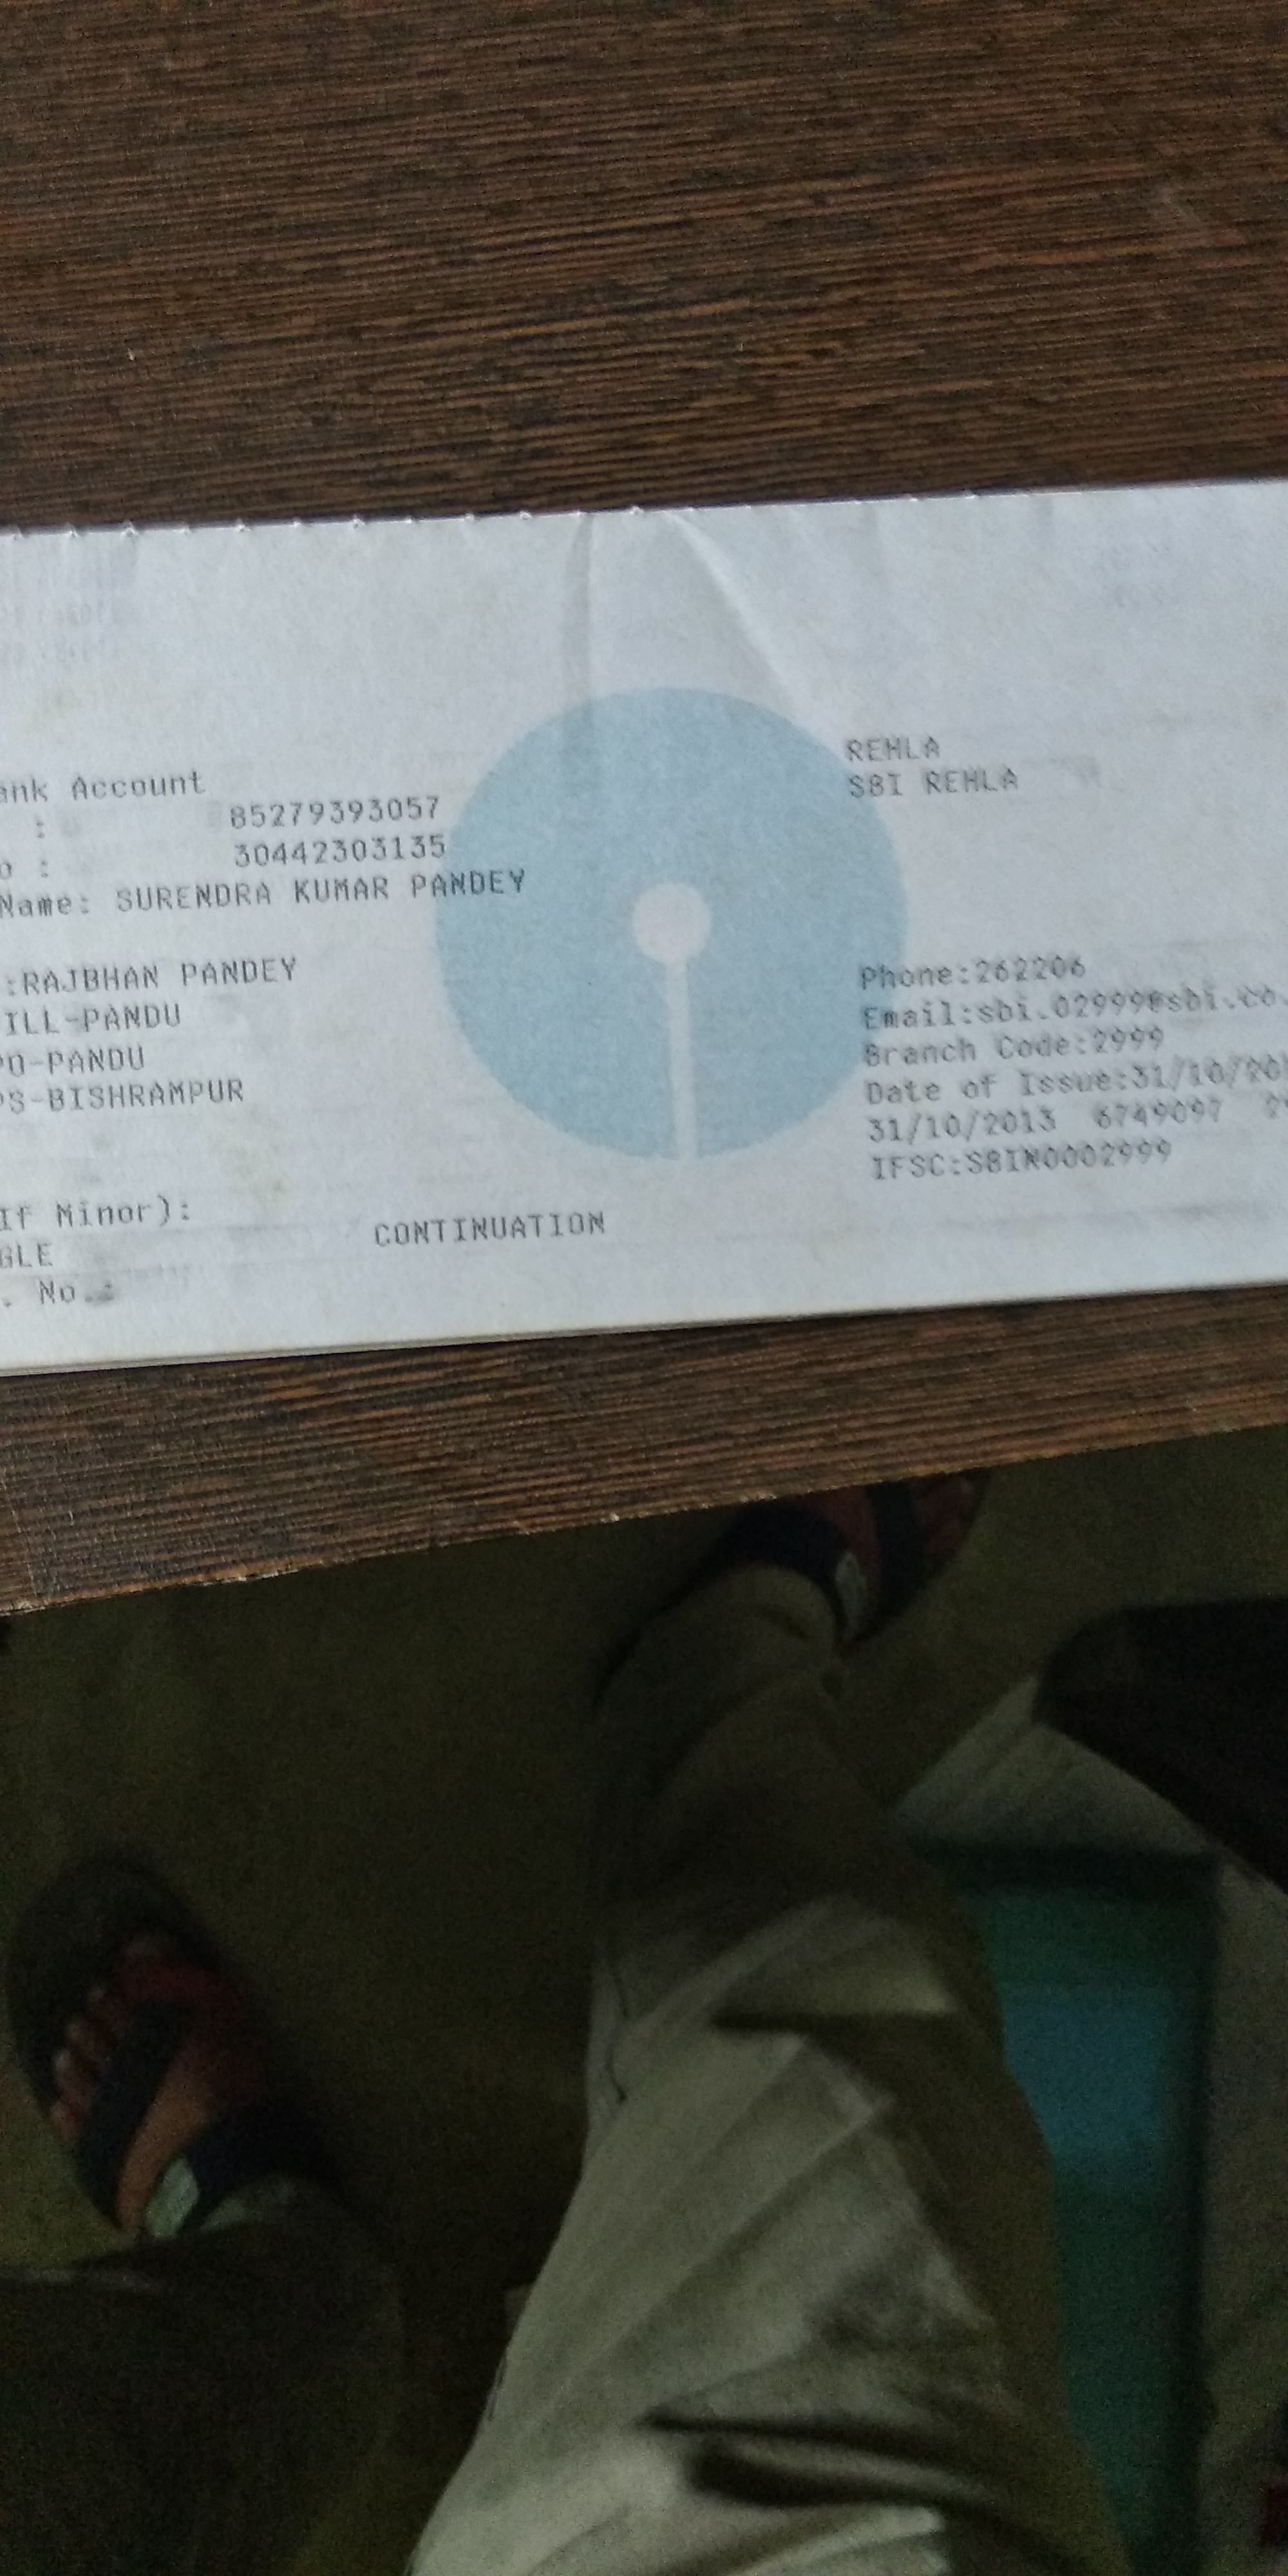 ank Account
: 85279393057
o : 30442303135
Name: SURENDRA KUMAR PANDEY
:RAJBHAN PANDEY
ILL-PANDU
PO-PANDU
PS-BISHRAMPUR
If Minor):
GLE
. No.:
CONTINUATION
REHLA
SBI REHLA
Phone:262206
Email:sbi.02999@sbi.co
Branch Code:2999
Date of Issue:31/10/20
31/10/2013 6749097
IFSC:SBIN0002999